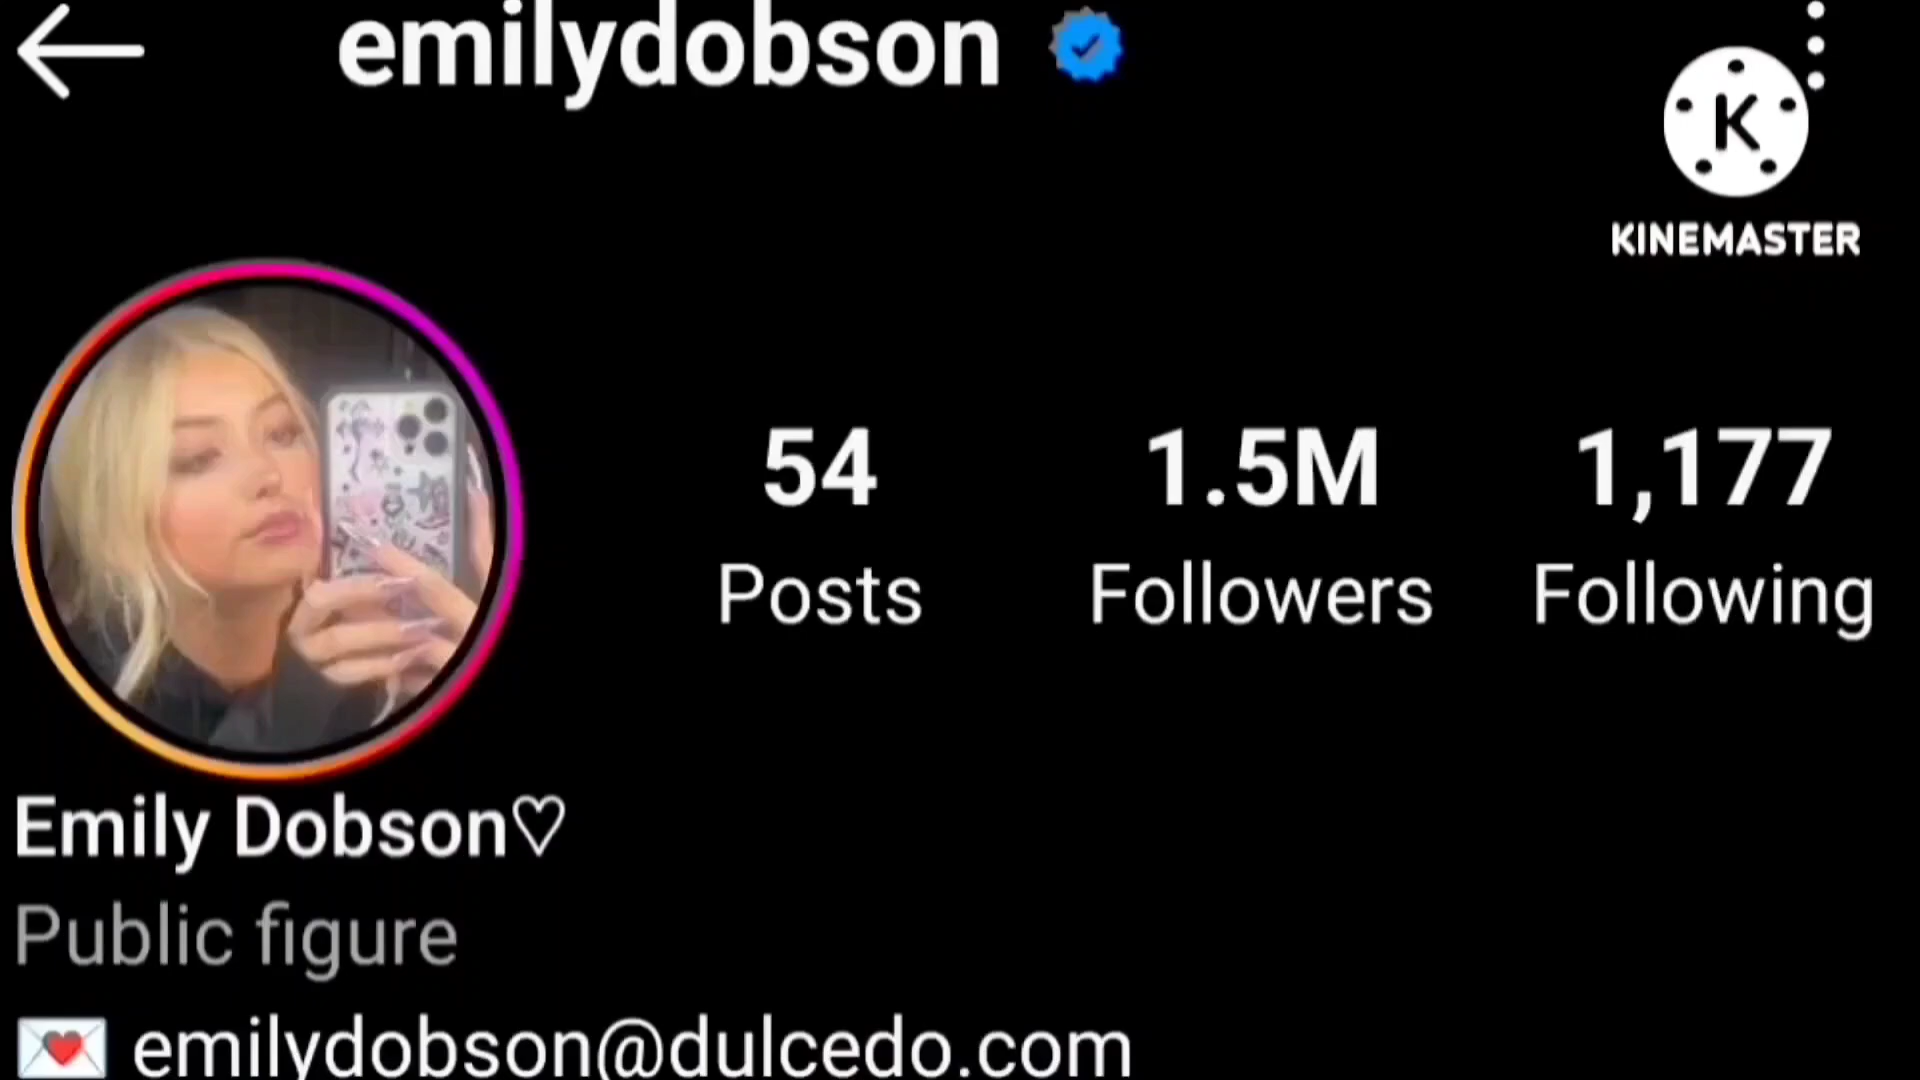 emilydobson
K
KINEMASTER
54 1.5M 1,177
Posts Followers Following
Emily Dobson♡
Public figure
💌 emilydobson@dulcedo.com